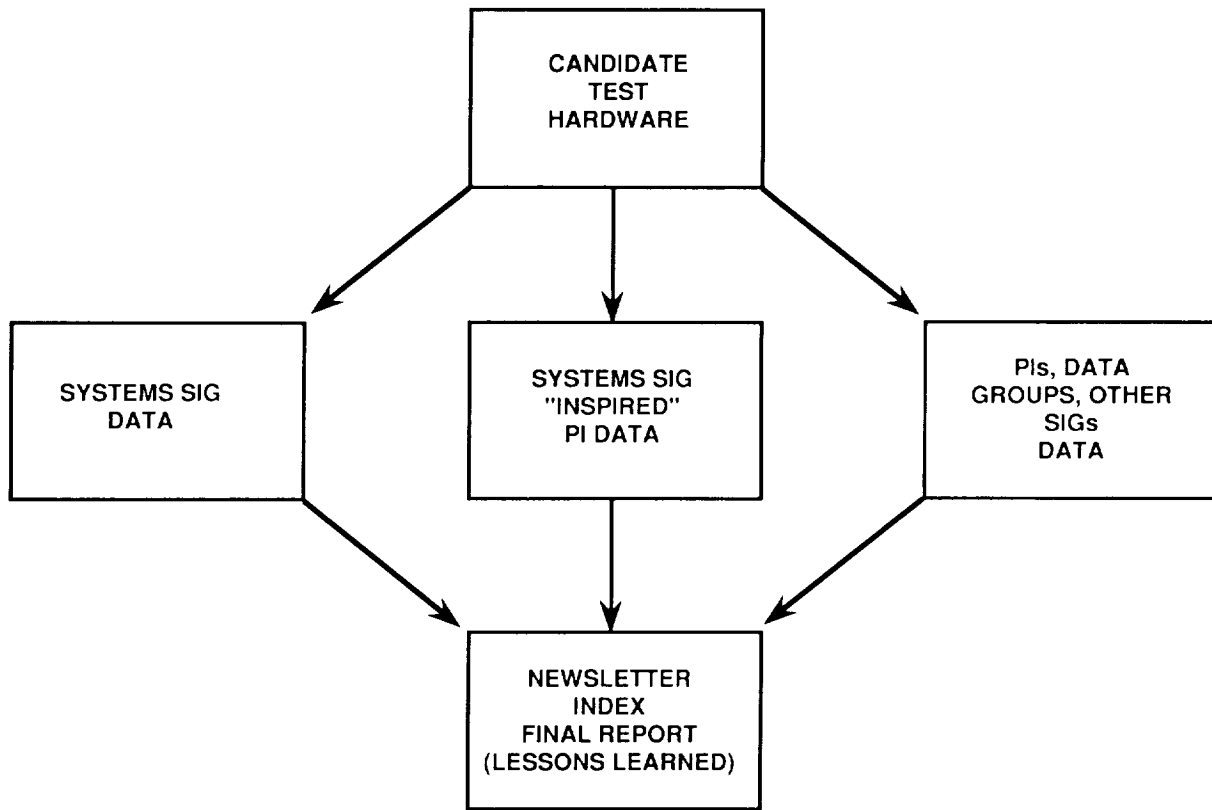 CANDIDATE
TEST
HARDWARE
SYSTEMS SIG
DATA
SYSTEMS SIG
"INSPIRED"
PI DATA
PIs, DATA
GROUPS, OTHER
SIGs
DATA
NEWSLETTER
INDEX
FINAL REPORT
(LESSONS LEARNED)